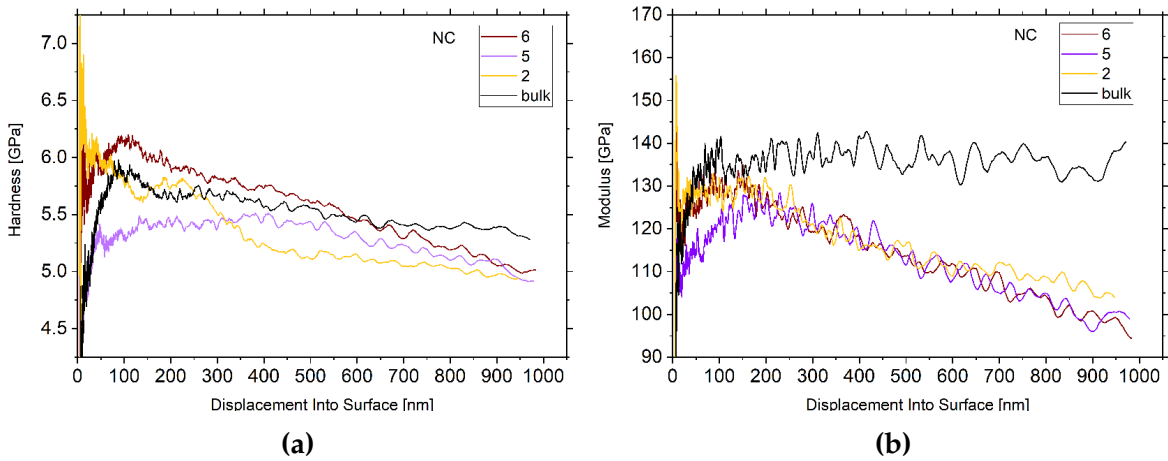 NC
6
5
2
bulk
7.0
6.5
6.0
5.5
5.0
4.5
Hardness [GPa]
0 100 200 300 400 500 600 700 800 900 1000
Displacement Into Surface [nm]
(a)
NC
6
5
2
bulk
170
160
150
140
130
120
110
100
90
Modulus [GPa]
0 100 200 300 400 500 600 700 800 900 1000
Displacement Into Surface [nm]
(b)